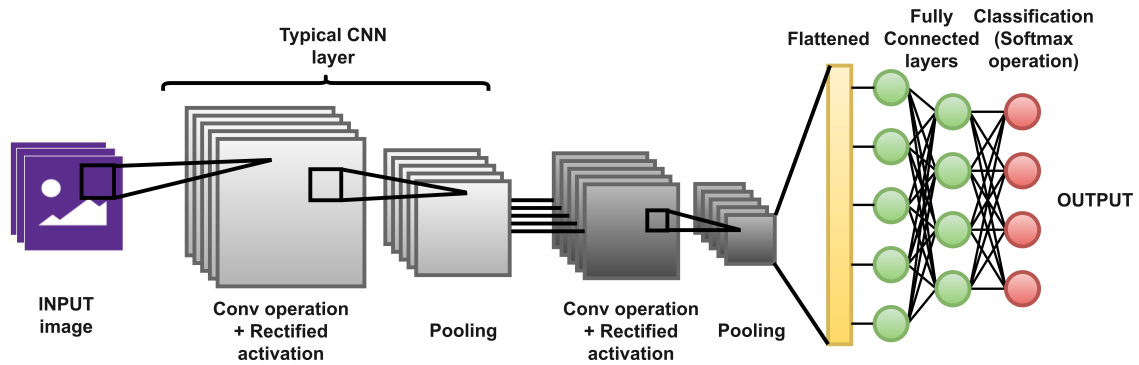 Typical CNN
layer
Flattened
Fully
Connected
layers
Classification
(Softmax
operation)
OUTPUT
INPUT
image
Conv operation
+ Rectified
activation
Pooling
Conv operation
+ Rectified
activation
Pooling